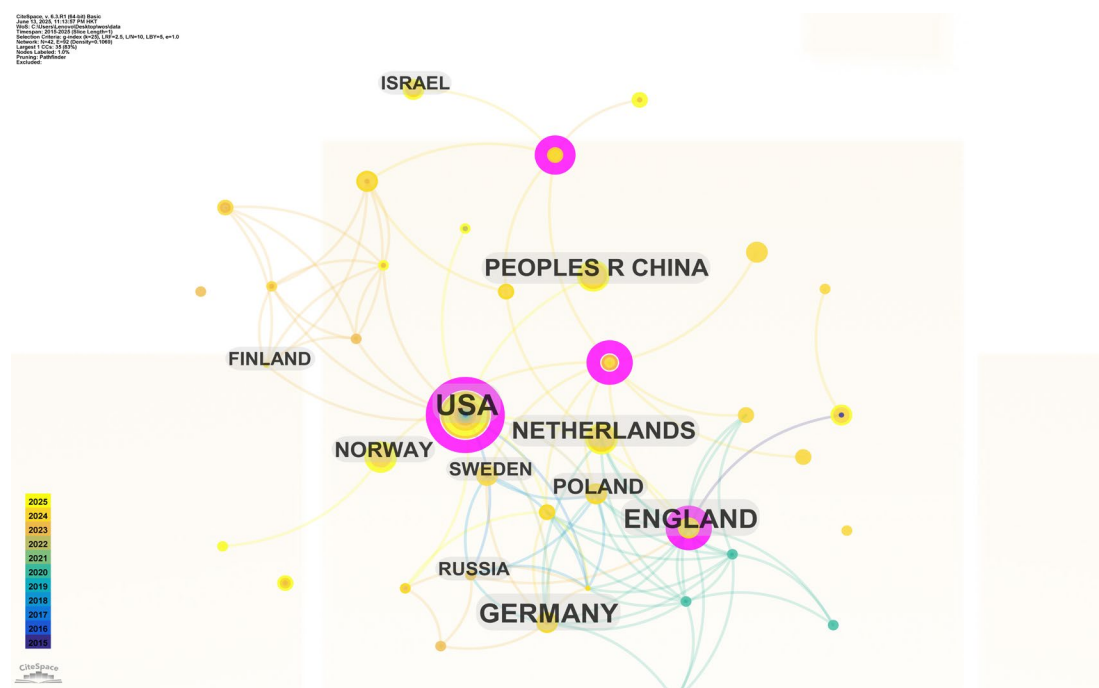 CiteSpace, v. 6.3.R1 (64-bit) Basic
June 13, 2025, 11:13:57 PM HKT
WoS: C:\Users\Lenovo\Desktop\wos\data
Timespan: 2015-2025 (Slice Length=1)
Selection Criteria: g-index (k=25), LRF=2.5, L/N=10, LBY=5, e=1.0
Network: N=42, E=92 (Density=0.1069)
Largest 1 CCs: 35 (83%)
Nodes Labeled: 1.0%
Pruning: Pathfinder
Excluded:
ISRAEL
PEOPLES R CHINA
FINLAND
USA
NETHERLANDS
NORWAY
SWEDEN
POLAND
ENGLAND
RUSSIA
GERMANY
2025
2024
2023
2022
2021
2020
2019
2018
2017
2016
2015
CiteSpace